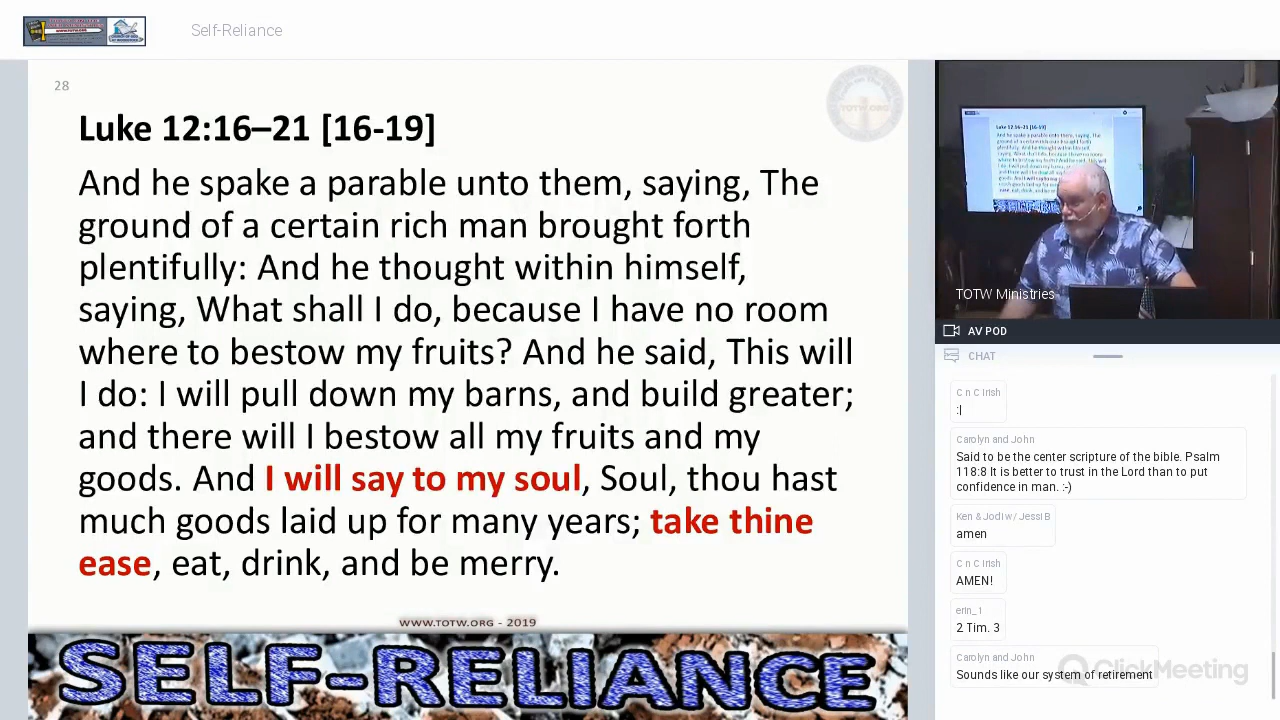 Self-Reliance
28
Luke 12:16–21 [16-19]
And he spake a parable unto them, saying, The
ground of a certain rich man brought forth
plentifully: And he thought within himself,
saying, What shall I do, because I have no room
where to bestow my fruits? And he said, This will
I do: I will pull down my barns, and build greater;
and there will I bestow all my fruits and my
goods. And I will say to my soul, Soul, thou hast
much goods laid up for many years; take thine
ease, eat, drink, and be merry.
WWW.TOTW.ORG - 2019
SELF-RELIANCE
TOTW.ORG
TOTW Ministries
AV POD
CHAT
C n C Irish
:|
Carolyn and John
Said to be the center scripture of the bible. Psalm
118:8 It is better to trust in the Lord than to put
confidence in man. :-)
Ken & Jodi w / Jessi B
amen
C n C Irish
AMEN!
erin_1
2 Tim. 3
Carolyn and John
Sounds like our system of retirement
ClickMeeting